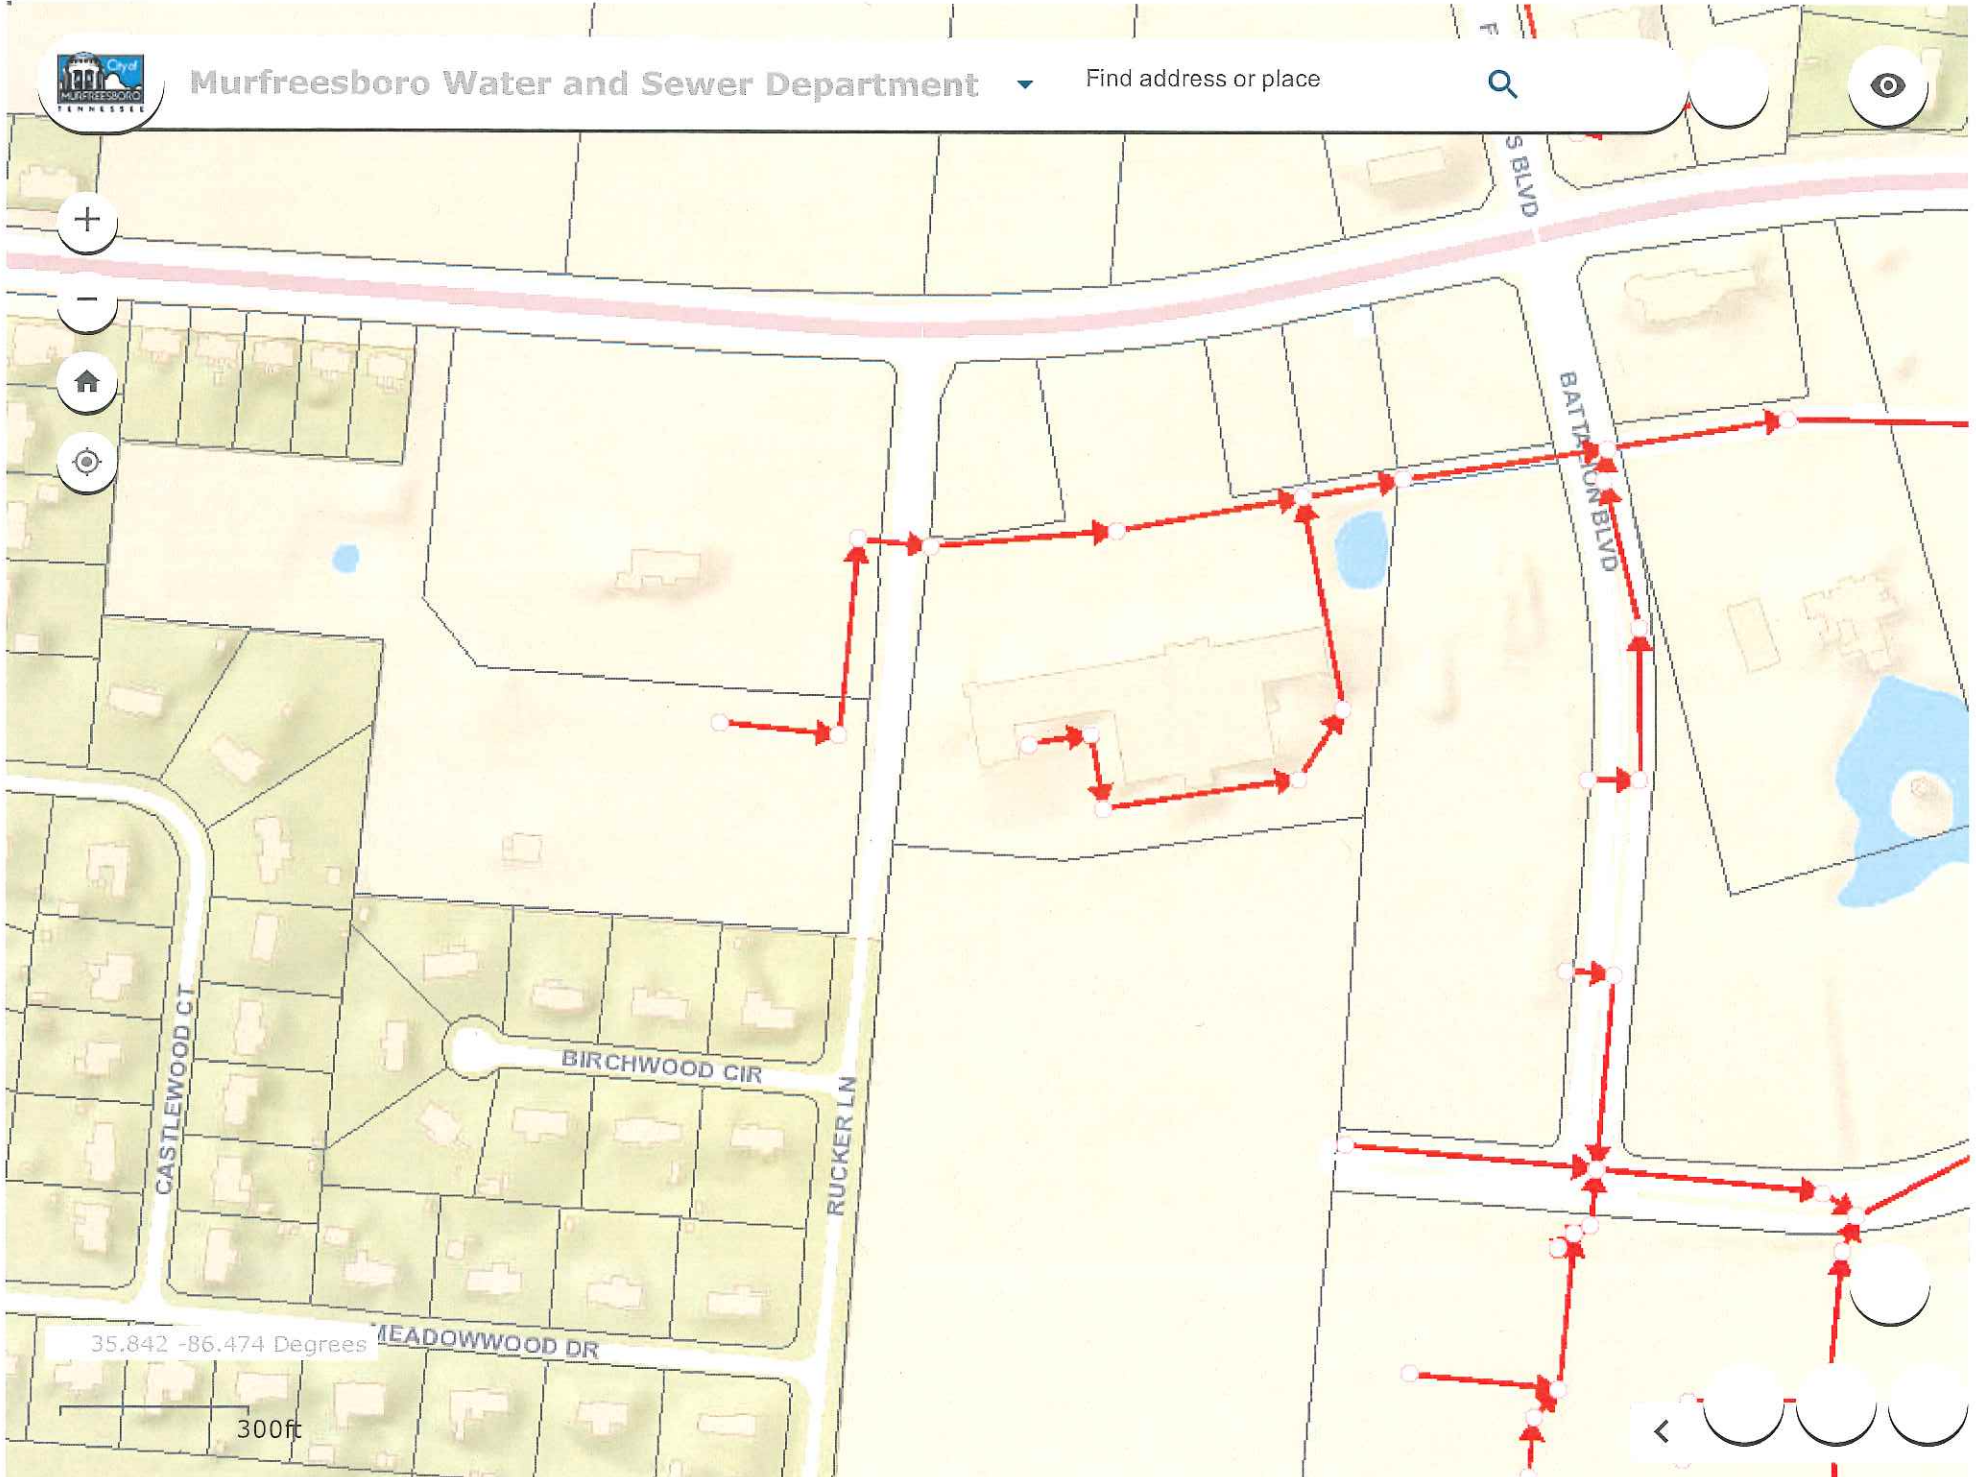 City of
MURFREESBORO
TENNESSEE
Murfreesboro Water and Sewer Department
Find address or place
F
S BLVD
BLVD
CASTLEWOOD CT
BIRCHWOOD CIR
RUCKER LN
MEADOWWOOD DR
35.842 -86.474 Degrees
300ft